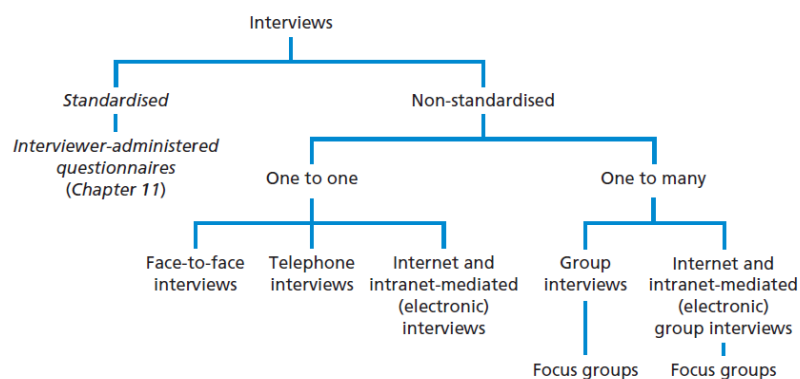 Interviews
Standardised
Non-standardised
Interviewer-administered
questionnaires
(Chapter 11)
One to one
One to many
Face-to-face
interviews
Telephone
interviews
Internet and
intranet-mediated
(electronic)
interviews
Group
interviews
Internet and
intranet-mediated
(electronic)
group interviews
Focus groups
Focus groups